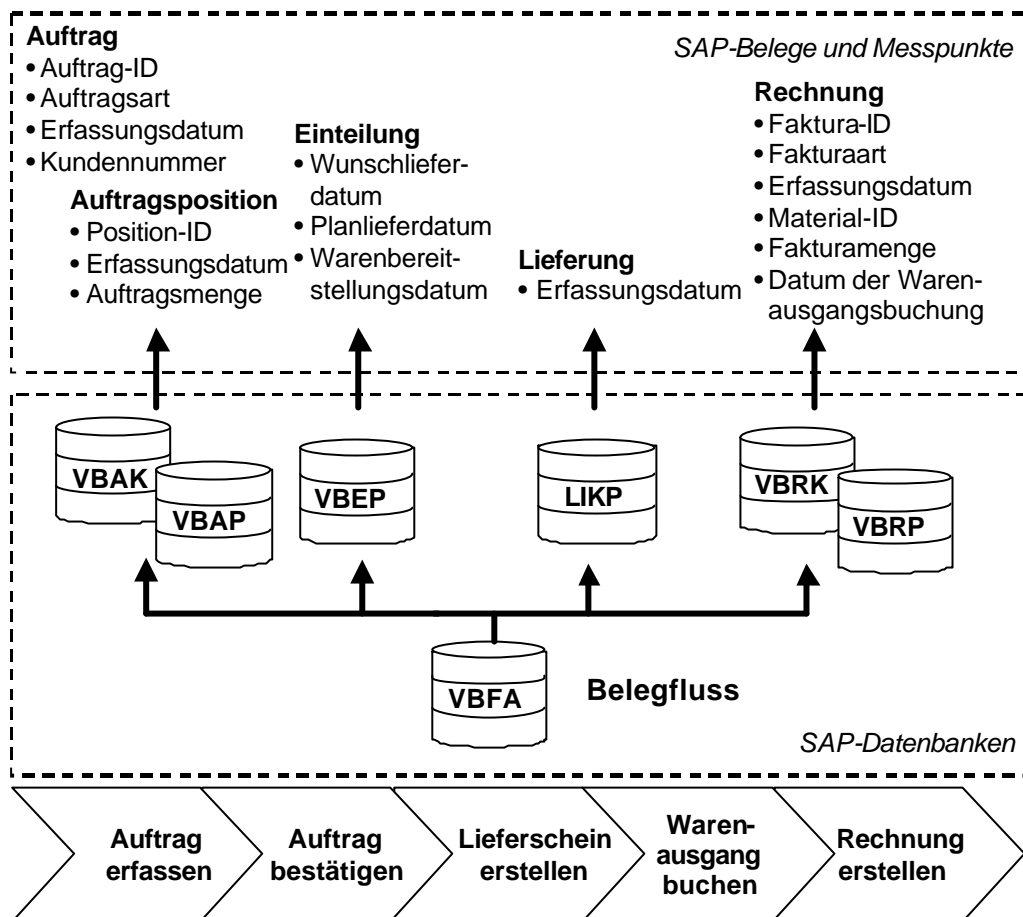 SAP-Belege und Messpunkte
Auftrag
• Auftrag-ID
• Auftragsart
• Erfassungsdatum
• Kundennummer
Auftragsposition
• Position-ID
• Erfassungsdatum
• Auftragsmenge
Einteilung
• Wunschliefer-
datum
• Planlieferdatum
• Warenbereit-
stellungsdatum
Lieferung
• Erfassungsdatum
Rechnung
• Faktura-ID
• Fakturaart
• Erfassungsdatum
• Material-ID
• Fakturamenge
• Datum der Waren-
ausgangsbuchung
VBAK
VBAP
VBEP
LIKP
VBRK
VBRP
VBFA
Belegfluss
SAP-Datenbanken
Auftrag
erfassen
Auftrag
bestätigen
Lieferschein
erstellen
Waren-
ausgang
buchen
Rechnung
erstellen